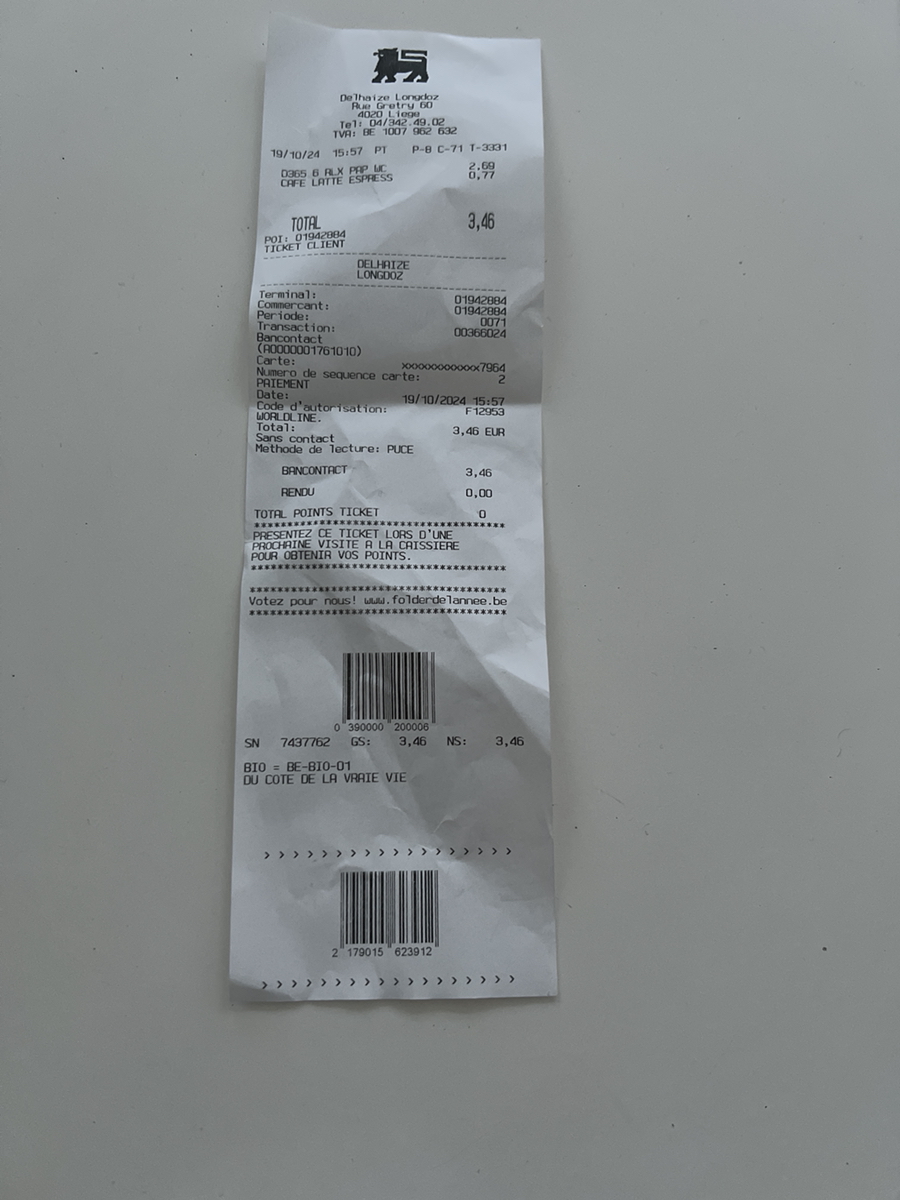 Delhaize Longdoz
Rue Gretry 60
4020 Liege
Tel: 04/342.49.02
TVA: BE 1007 962 632
19/10/24 15:57 PT P-8 C-71 T-3331
D365 6 ALX PAP WC 2,69
CAFE LATTE ESPRESS 0,77
TOTAL 3,46
POI: 01942884
TICKET CLIENT
DELHAIZE
LONGDOZ
Terminal: 01942884
Commercant: 01942884
Periode: 0071
Transaction: 00366024
Bancontact
(A0000001761010)
Carte: xxxxxxxxxxxx7964
Numero de sequence carte: 2
PAIEMENT
Date: 19/10/2024 15:57
Code d'autorisation: F12953
WORLDLINE.
Total: 3,46 EUR
Sans contact
Methode de lecture: PUCE
BANCONTACT 3,46
RENDU 0,00
TOTAL POINTS TICKET 0
***********************************
PRESENTEZ CE TICKET LORS D'UNE
PROCHAINE VISITE A LA CAISSIERE
POUR OBTENIR VOS POINTS.
***********************************
***********************************
Votez pour nous! www.folderdelannee.be
***********************************
0 390000 200006
SN 7437762 GS: 3,46 NS: 3,46
BIO = BE-BIO-01
DU COTE DE LA VRAIE VIE
> > > > > > > > > > > > > > > > > >
2 179015 623912
> > > > > > > > > > > > > > > > > >